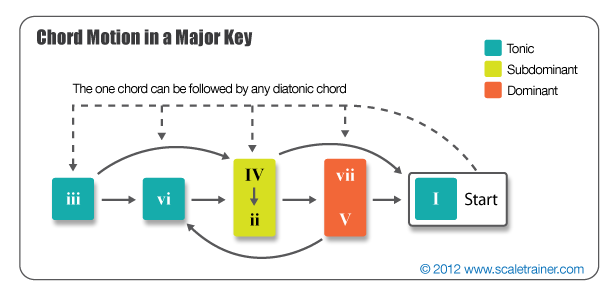 Chord Motion in a Major Key
Tonic
Subdominant
Dominant
The one chord can be followed by any diatonic chord
iii
vi
IV
ii
vii
V
I
Start
© 2012 www.scaletrainer.com